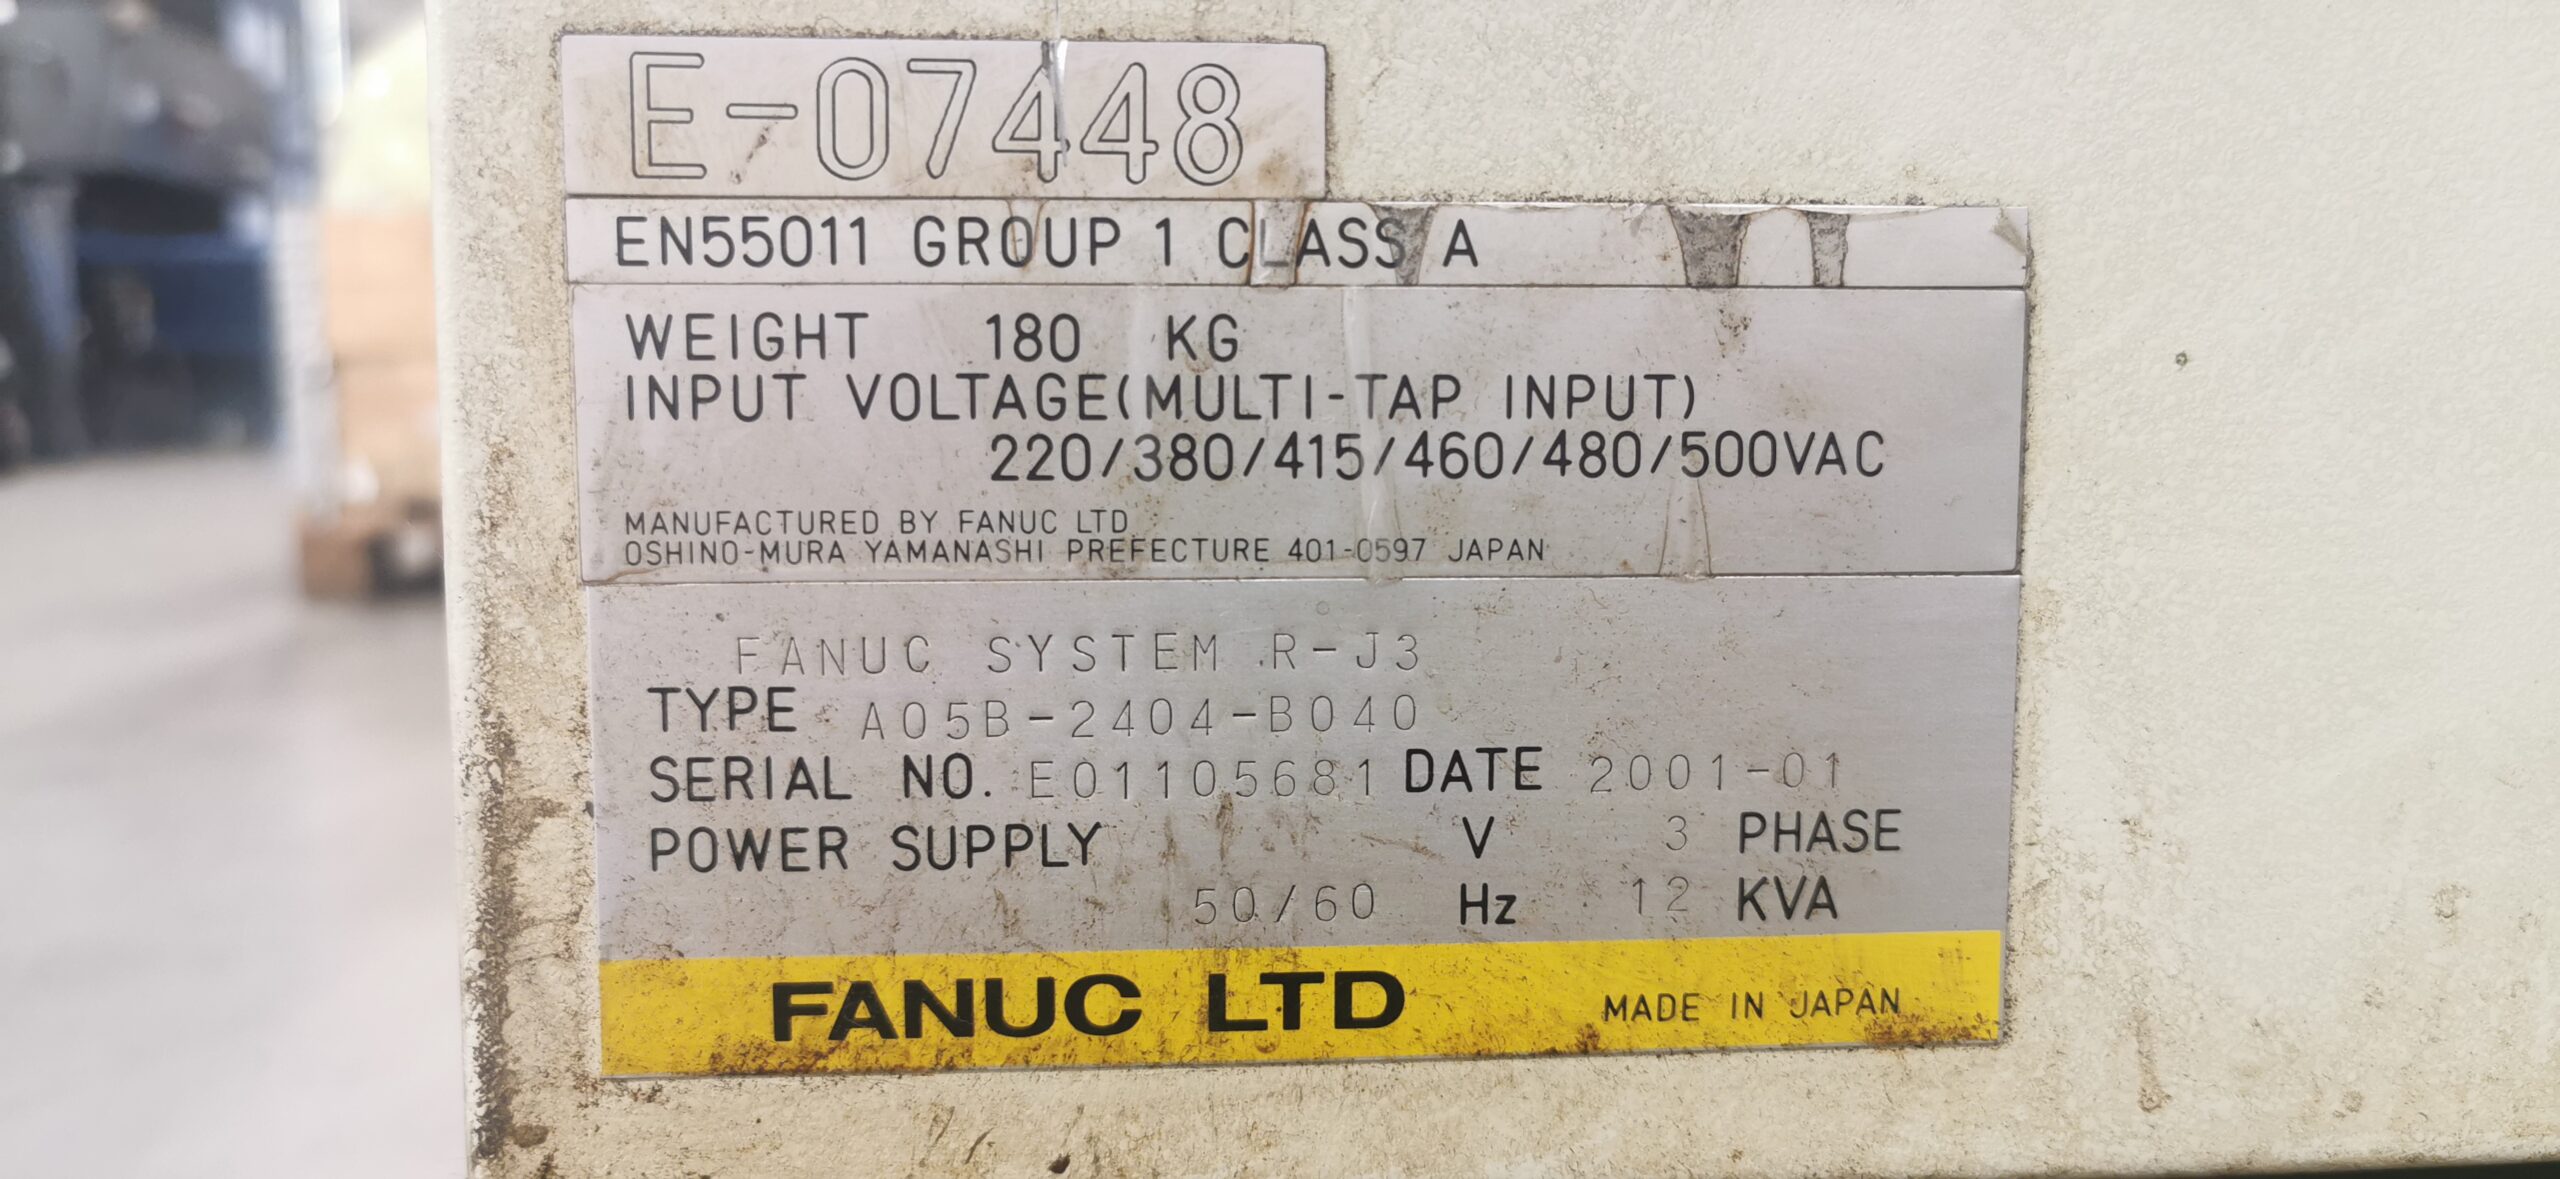 E-07448
EN55011 GROUP 1 CLASS A
WEIGHT 180 KG
INPUT VOLTAGE(MULTI-TAP INPUT)
220/380/415/460/480/500VAC
MANUFACTURED BY FANUC LTD
OSHINO-MURA YAMANASHI PREFECTURE 401-0597 JAPAN
FANUC SYSTEM R-J3
TYPE A05B-2404-B040
SERIAL NO. E01105681 DATE 2001-01
POWER SUPPLY V 3 PHASE
50/60 Hz 12 KVA
FANUC LTD MADE IN JAPAN